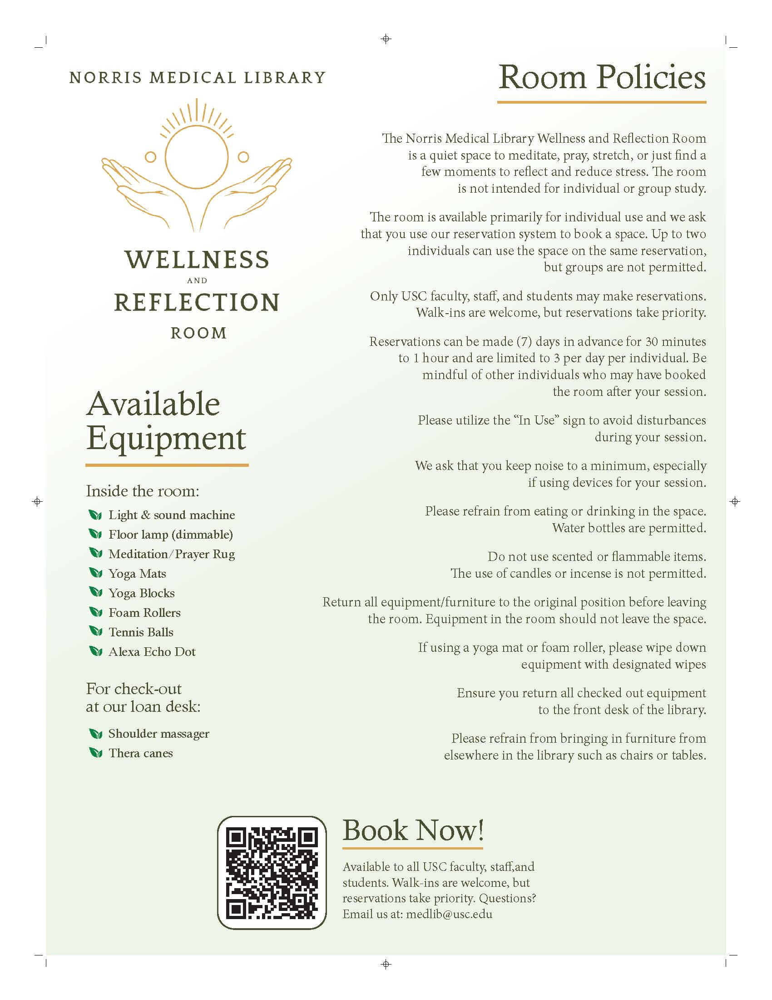 NORRIS MEDICAL LIBRARY
WELLNESS
AND
REFLECTION
ROOM
Available
Equipment
Inside the room:
Light & sound machine
Floor lamp (dimmable)
Meditation/Prayer Rug
Yoga Mats
Yoga Blocks
Foam Rollers
Tennis Balls
Alexa Echo Dot
For check-out
at our loan desk:
Shoulder massager
Thera canes
Room Policies
The Norris Medical Library Wellness and Reflection Room
is a quiet space to meditate, pray, stretch, or just find a
few moments to reflect and reduce stress. The room
is not intended for individual or group study.
The room is available primarily for individual use and we ask
that you use our reservation system to book a space. Up to two
individuals can use the space on the same reservation,
but groups are not permitted.
Only USC faculty, staff, and students may make reservations.
Walk-ins are welcome, but reservations take priority.
Reservations can be made (7) days in advance for 30 minutes
to 1 hour and are limited to 3 per day per individual. Be
mindful of other individuals who may have booked
the room after your session.
Please utilize the “In Use” sign to avoid disturbances
during your session.
We ask that you keep noise to a minimum, especially
if using devices for your session.
Please refrain from eating or drinking in the space.
Water bottles are permitted.
Do not use scented or flammable items.
The use of candles or incense is not permitted.
Return all equipment/furniture to the original position before leaving
the room. Equipment in the room should not leave the space.
If using a yoga mat or foam roller, please wipe down
equipment with designated wipes
Ensure you return all checked out equipment
to the front desk of the library.
Please refrain from bringing in furniture from
elsewhere in the library such as chairs or tables.
Book Now!
Available to all USC faculty, staff,and
students. Walk-ins are welcome, but
reservations take priority. Questions?
Email us at: medlib@usc.edu